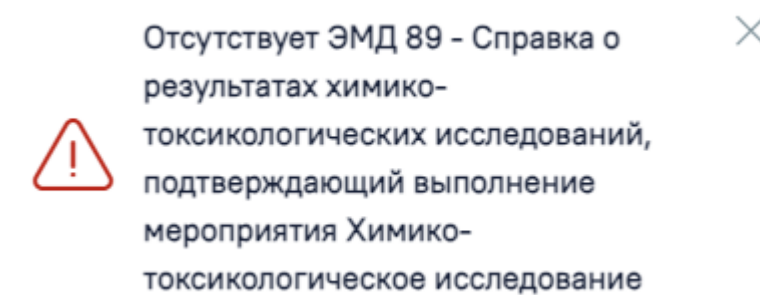 Отсутствует ЭМД 89 - Справка о
результатах химико-
токсикологических исследований,
подтверждающий выполнение
мероприятия Химико-
токсикологическое исследование